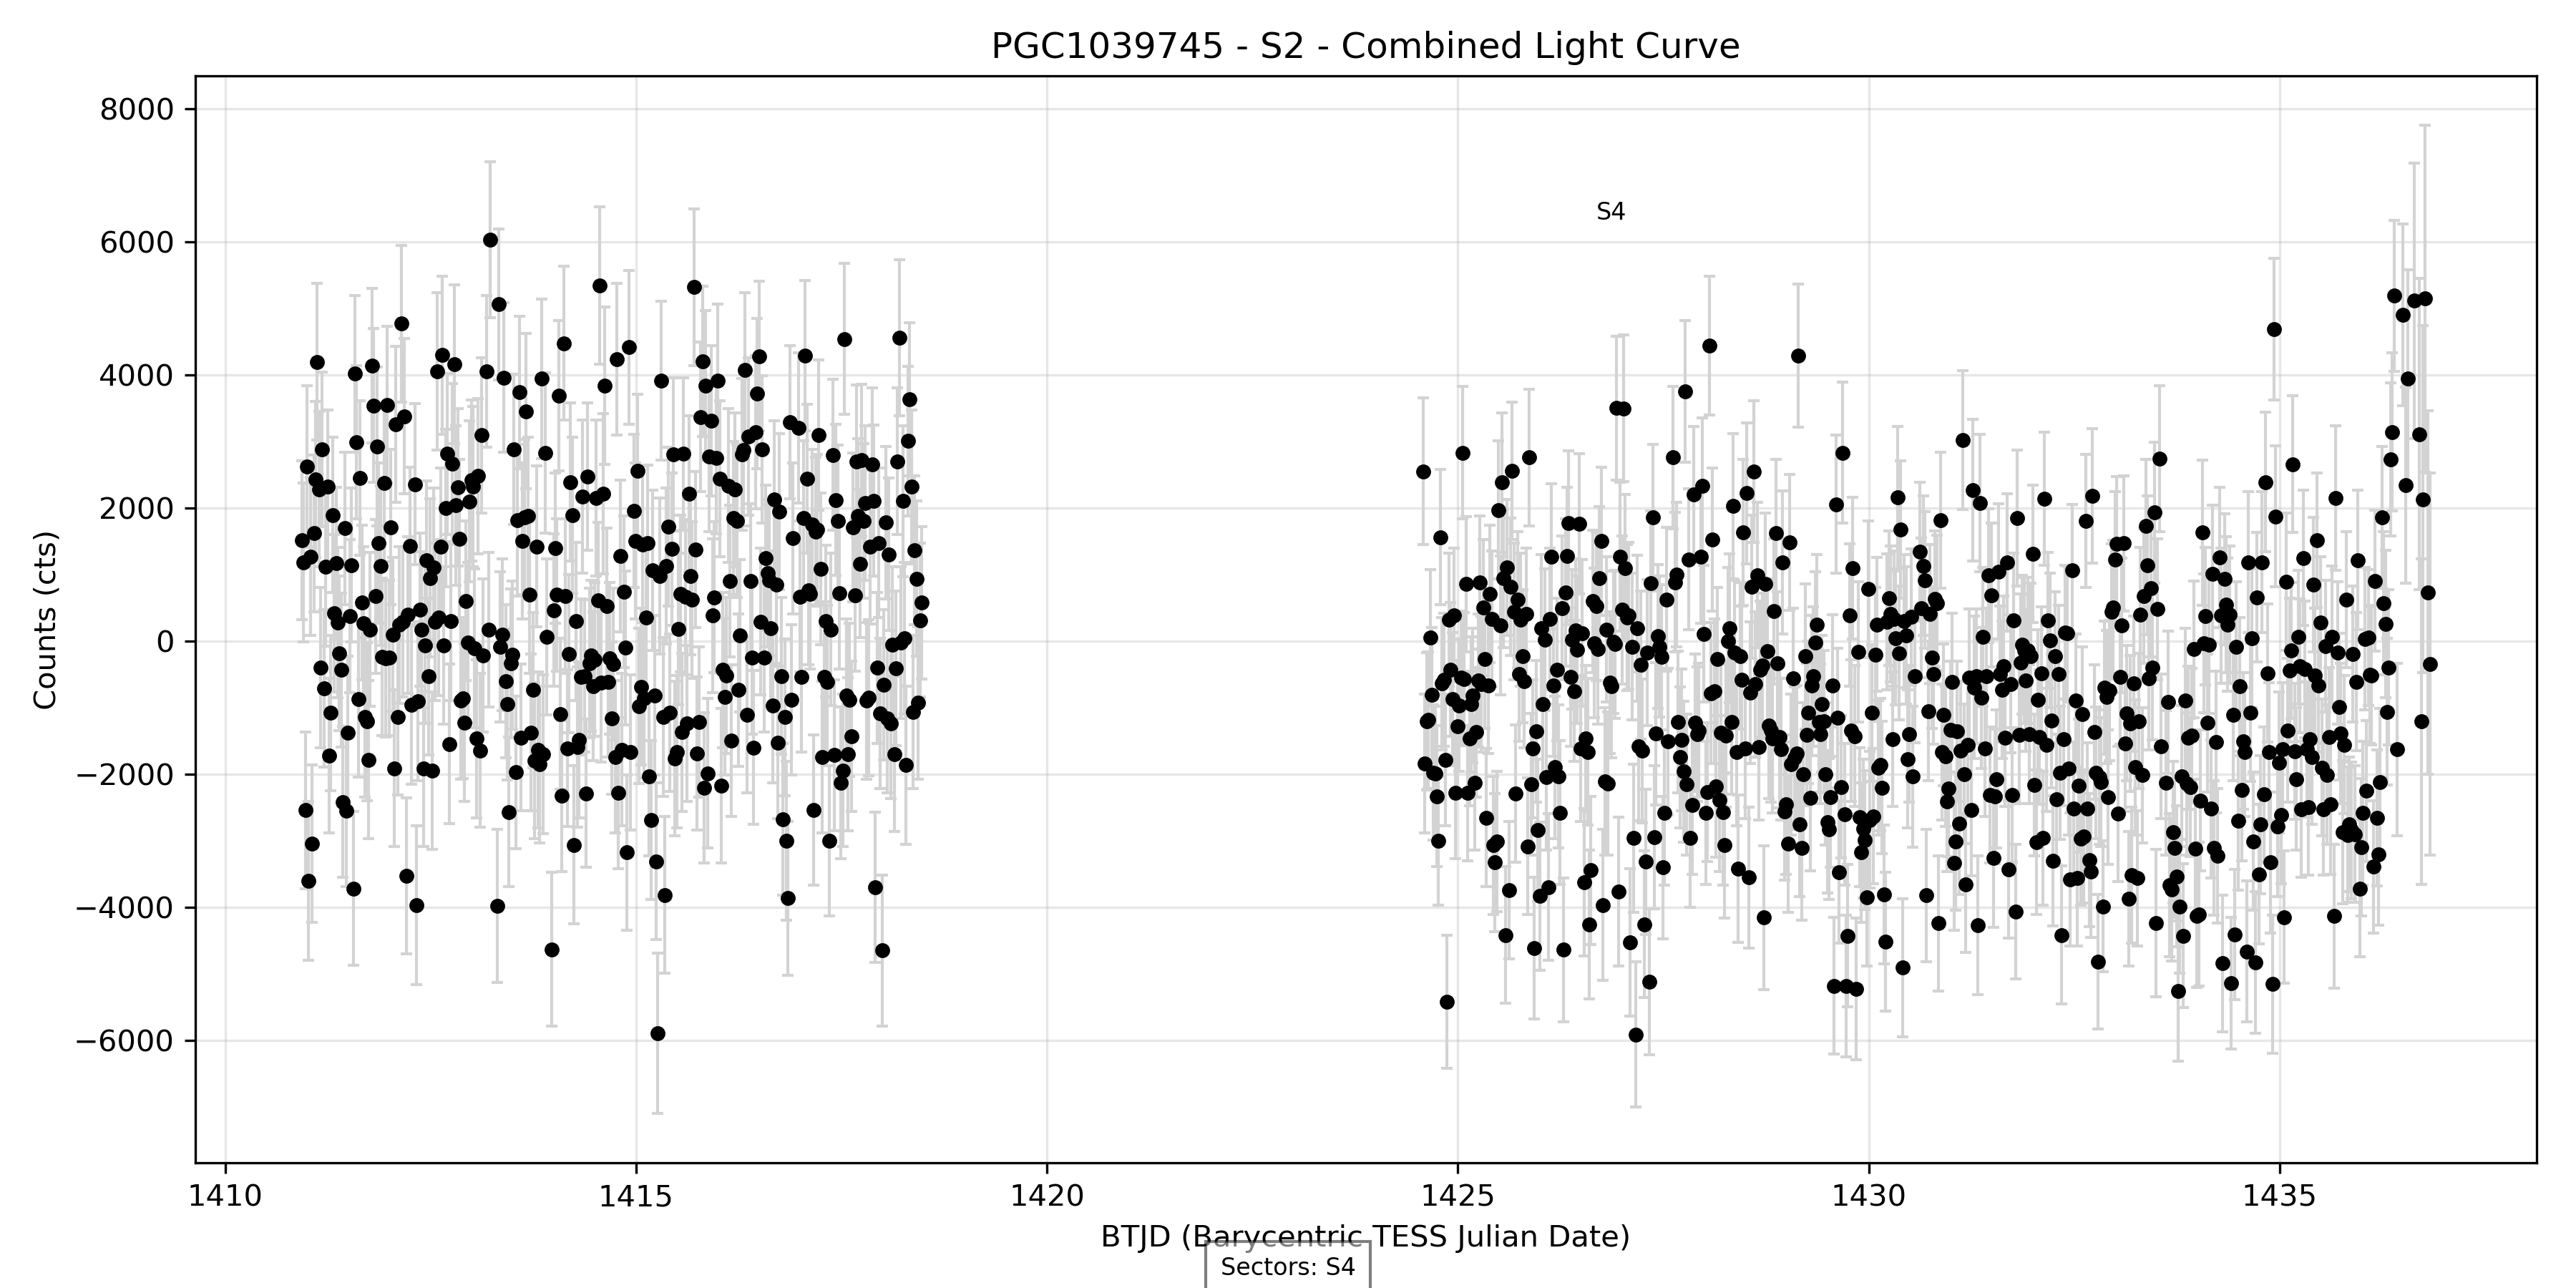 PGC1039745 - S2 - Combined Light Curve
8000
6000
4000
2000
0
−2000
−4000
−6000
Counts (cts)
S4
1410
1415
1420
1425
1430
1435
BTJD (Barycentric TESS Julian Date)
Sectors: S4